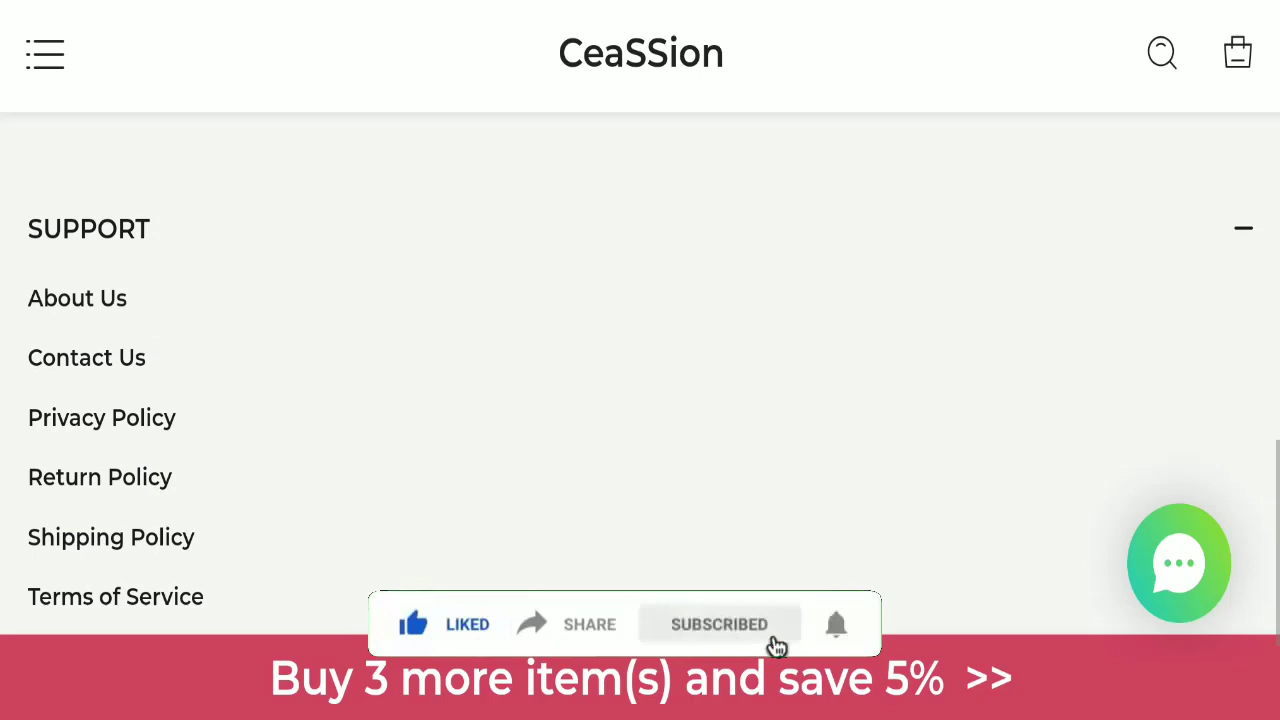 CeaSSion
SUPPORT
About Us
Contact Us
Privacy Policy
Return Policy
Shipping Policy
Terms of Service
LIKED SHARE SUBSCRIBED
Buy 3 more item(s) and save 5% >>